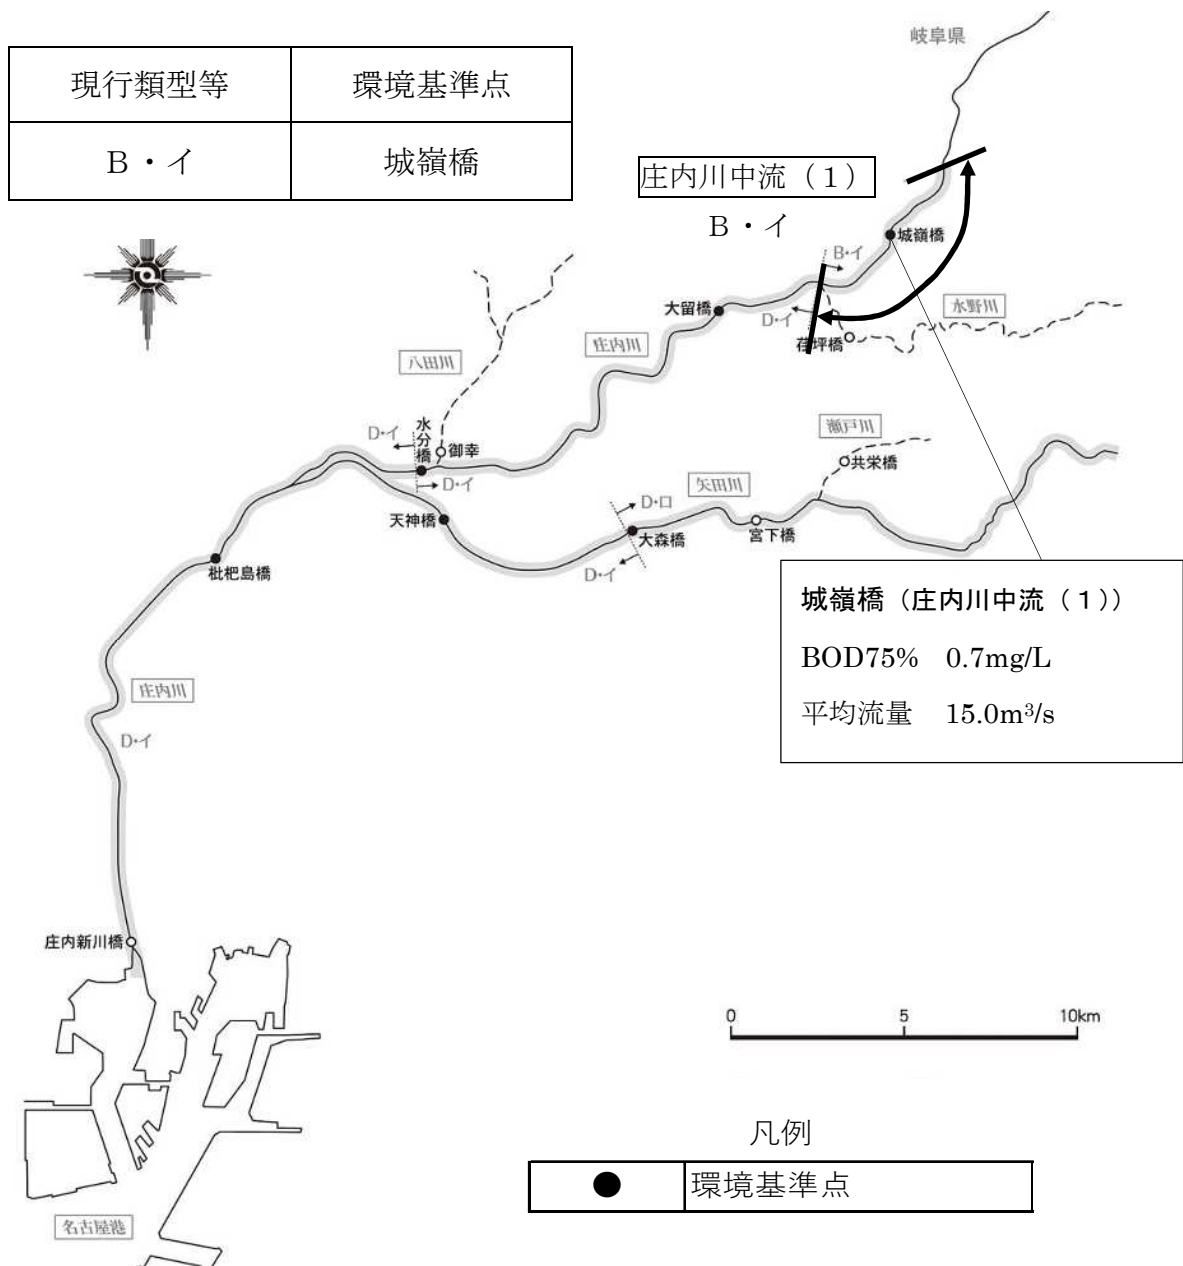 岐阜県
現行類型等 環境基準点
B・イ 城嶺橋
庄内川中流（1）
B・イ
城嶺橋
B・イ
大留橋
D・イ
水野川
荏坪橋
庄内川
八田川
水分橋
D・イ
御幸
D・イ
瀬戸川
共栄橋
矢田川
D・ロ
天神橋
大森橋
宮下橋
D・イ
枇杷島橋
城嶺橋（庄内川中流（1））
BOD75% 0.7mg/L
平均流量 15.0m³/s
庄内川
D・イ
庄内新川橋
0 5 10km
凡例
● 環境基準点
名古屋港